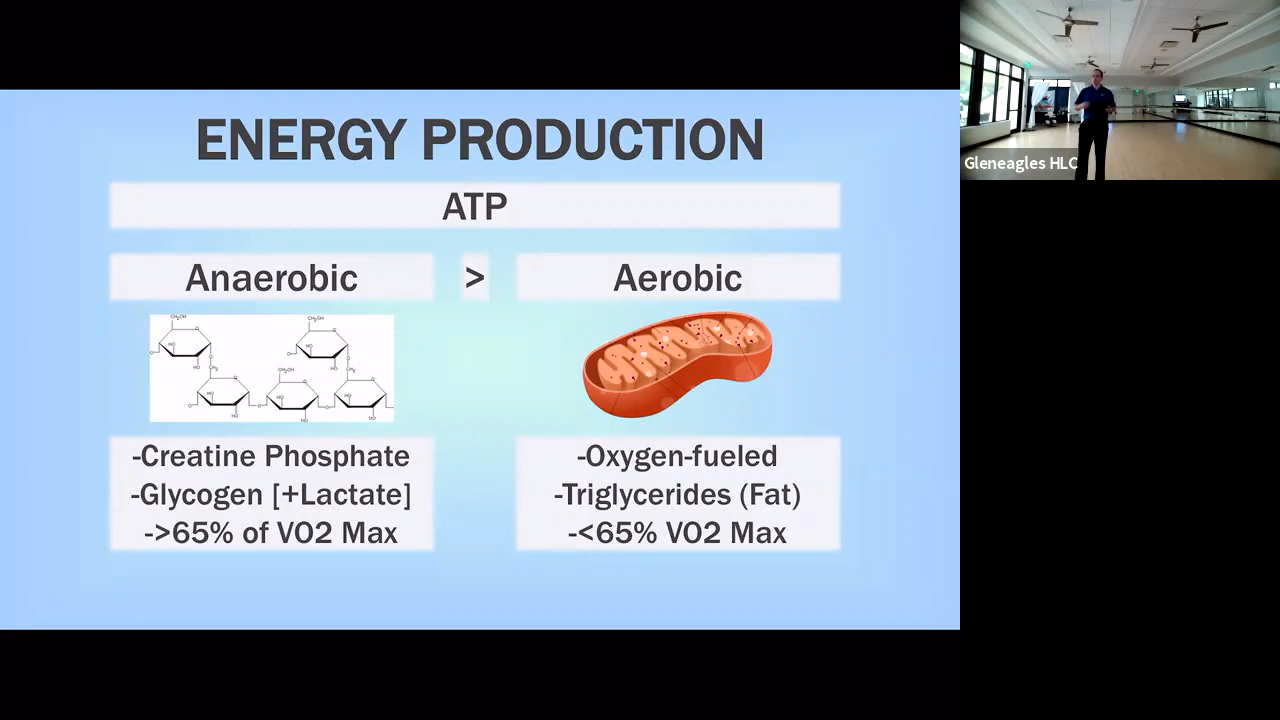 ENERGY PRODUCTION
ATP
Anaerobic > Aerobic
-Creatine Phosphate
-Glycogen [+Lactate]
->65% of VO2 Max
-Oxygen-fueled
-Triglycerides (Fat)
-<65% VO2 Max
Gleneagles HLC